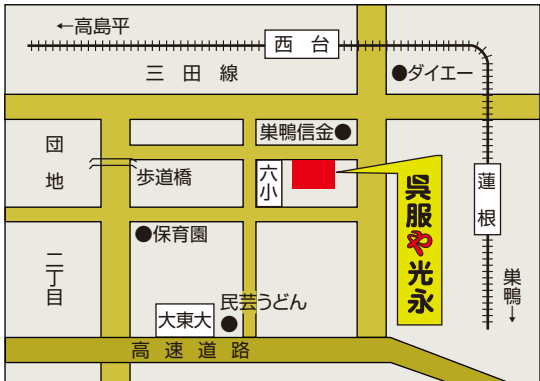 ←高島平
西台
三田線
●ダイエー
巣鴨信金●
団地
歩道橋
六小
呉服や光永
蓮根
●保育園
二丁目
巣鴨→
民芸うどん
大東大
高速道路